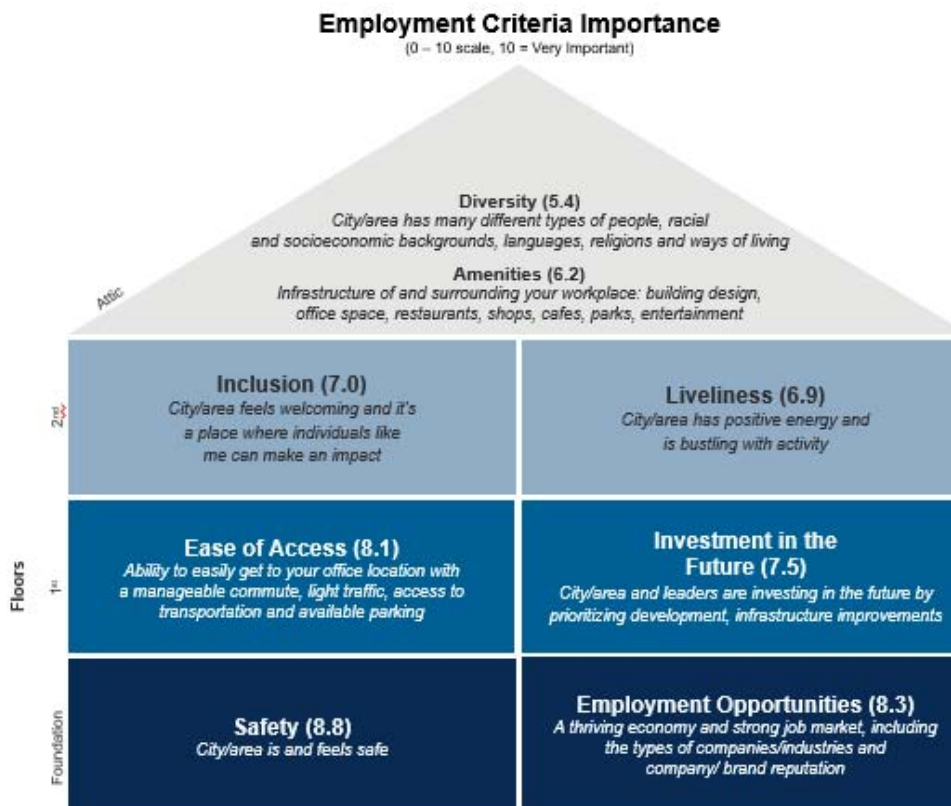 Employment Criteria Importance
(0 – 10 scale, 10 = Very Important)
Diversity (5.4)
City/area has many different types of people, racial
and socioeconomic backgrounds, languages, religions and ways of living
Amenities (6.2)
Infrastructure of and surrounding your workplace: building design,
office space, restaurants, shops, cafes, parks, entertainment
Attic
2nd
Inclusion (7.0)
City/area feels welcoming and it's
a place where individuals like
me can make an impact
Liveliness (6.9)
City/area has positive energy and
is bustling with activity
Floors
1st
Ease of Access (8.1)
Ability to easily get to your office location with
a manageable commute, light traffic, access to
transportation and available parking
Investment in the
Future (7.5)
City/area and leaders are investing in the future by
prioritizing development, infrastructure improvements
Foundation
Safety (8.8)
City/area is and feels safe
Employment Opportunities (8.3)
A thriving economy and strong job market, including
the types of companies/industries and
company/ brand reputation